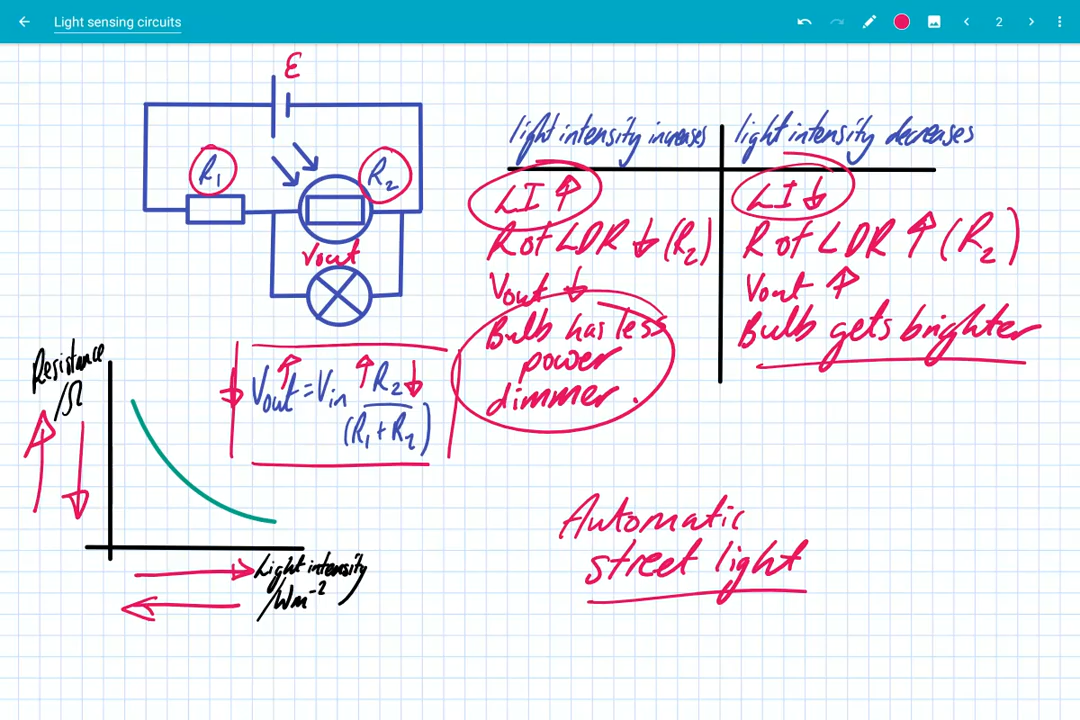 Light sensing circuits
2
ε
R₁
R₂
Vout
light intensity increases
light intensity decreases
LI ↑
R of LDR ↓ (R₂)
Vout ↓
Bulb has less
power
dimmer.
LI ↓
R of LDR ↑ (R₂)
Vout ↑
Bulb gets brighter
Resistance
/Ω
Vout = Vin R₂
(R₁ + R₂)
Light intensity
/Wm⁻²
Automatic
street light